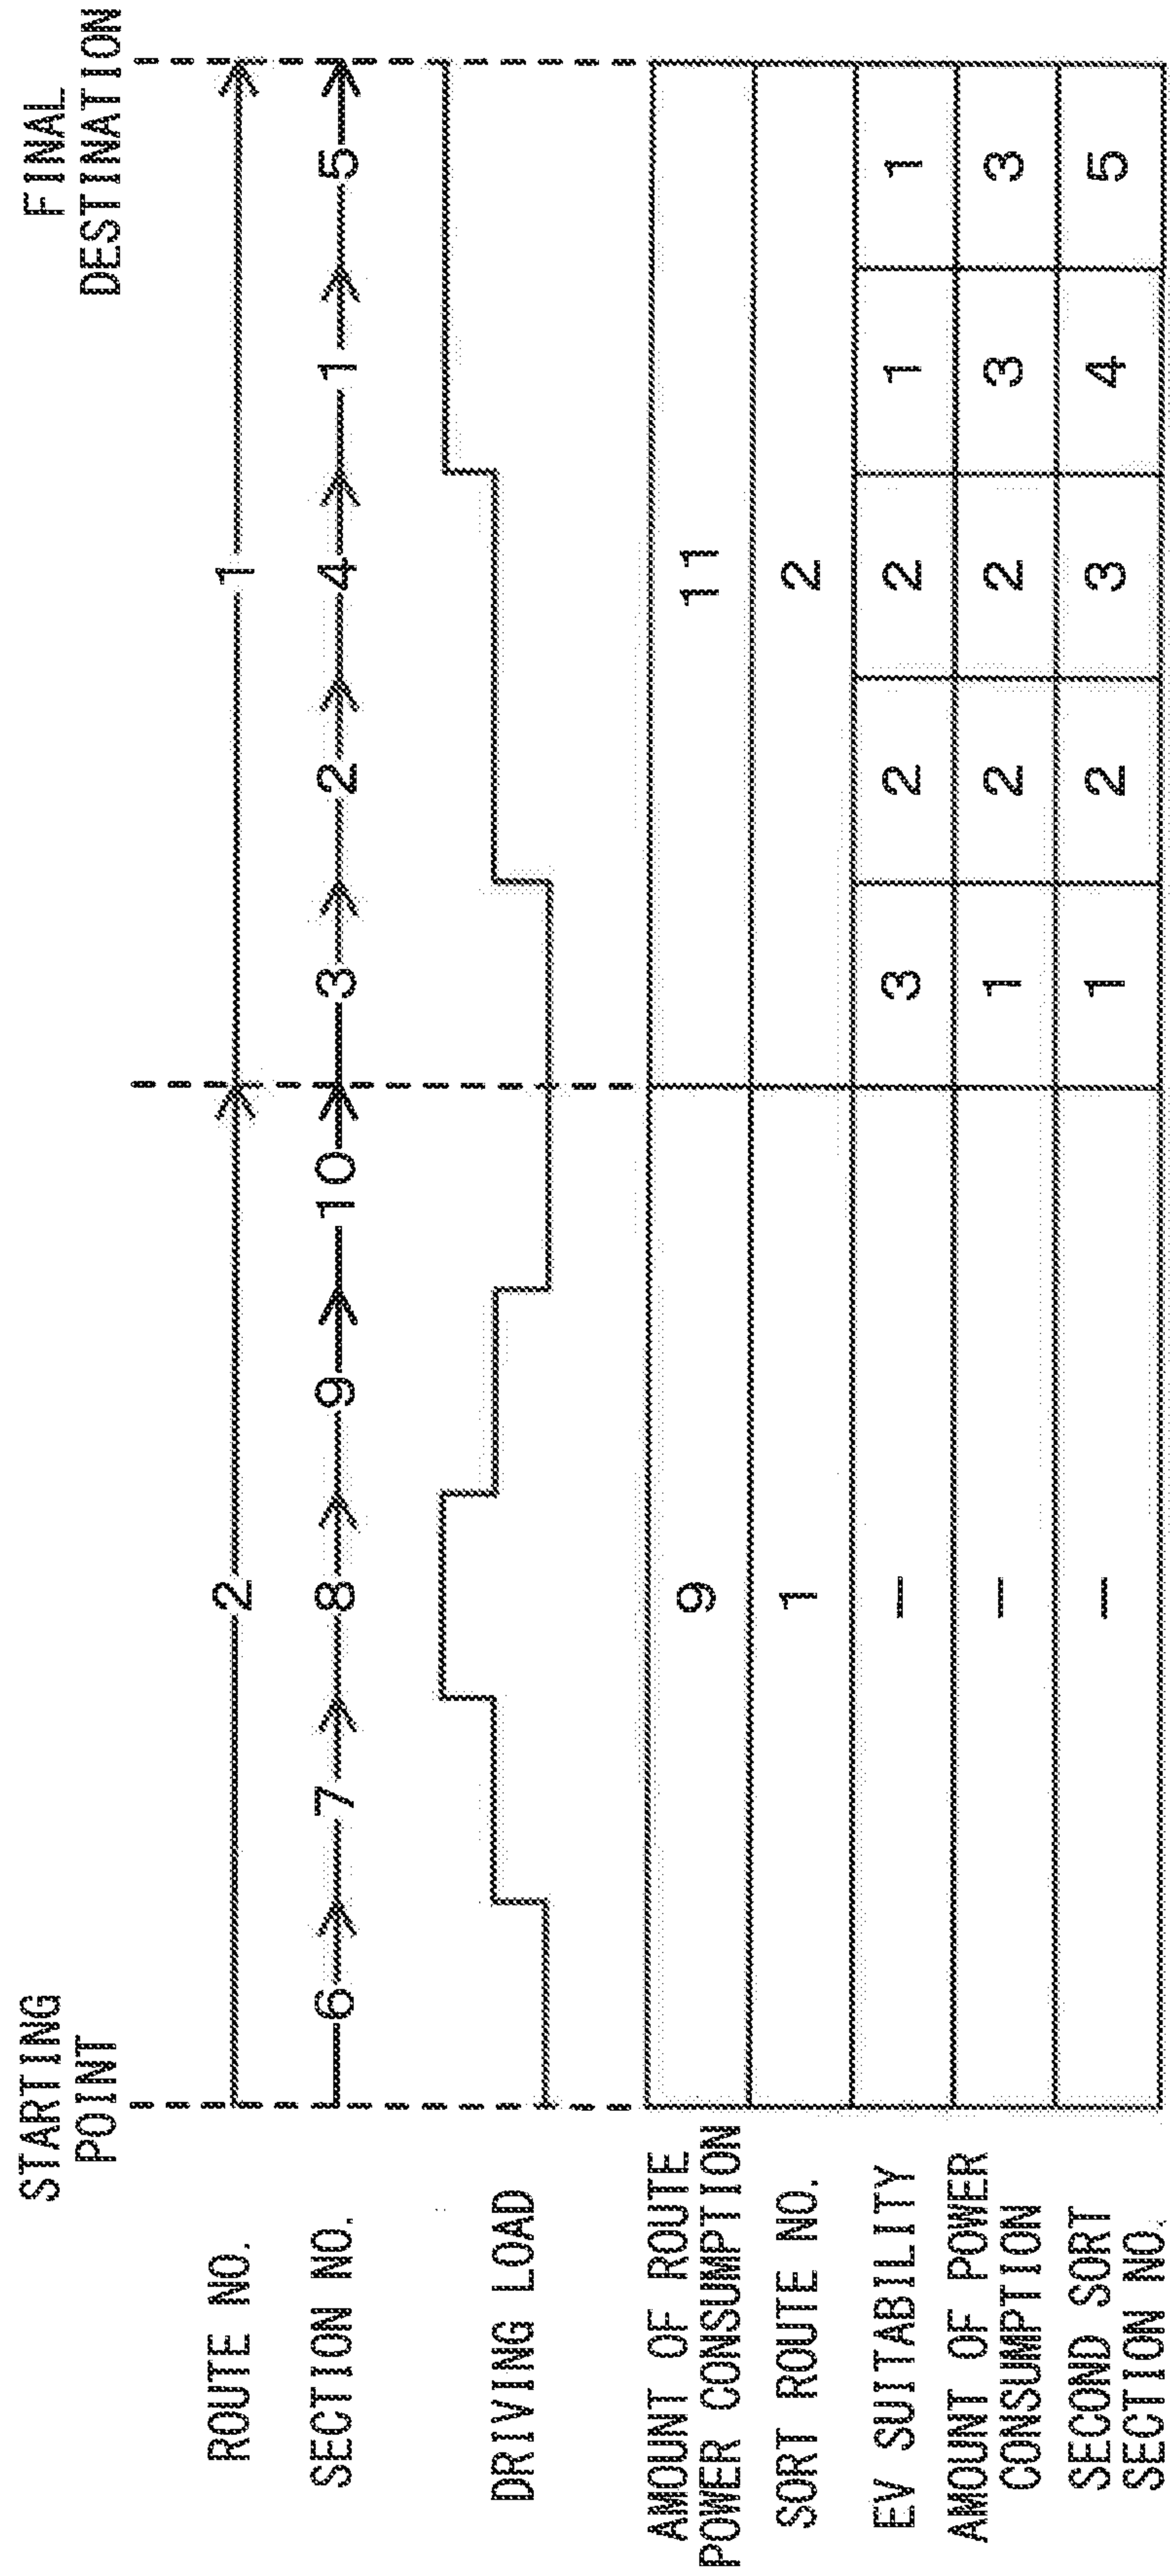 STARTING
POINT
FINAL
DESTINATION
ROUTE NO.
2 1
SECTION NO.
6 7 8 9 10 3 2 4 1 5
DRIVING LOAD
AMOUNT OF ROUTE
POWER CONSUMPTION
9 11
SORT ROUTE NO.
1 2
EV SUITABILITY
– 3 2 2 1 1
AMOUNT OF POWER
CONSUMPTION
– 1 2 2 3 3
SECOND SORT
SECTION NO.
– 1 2 3 4 5